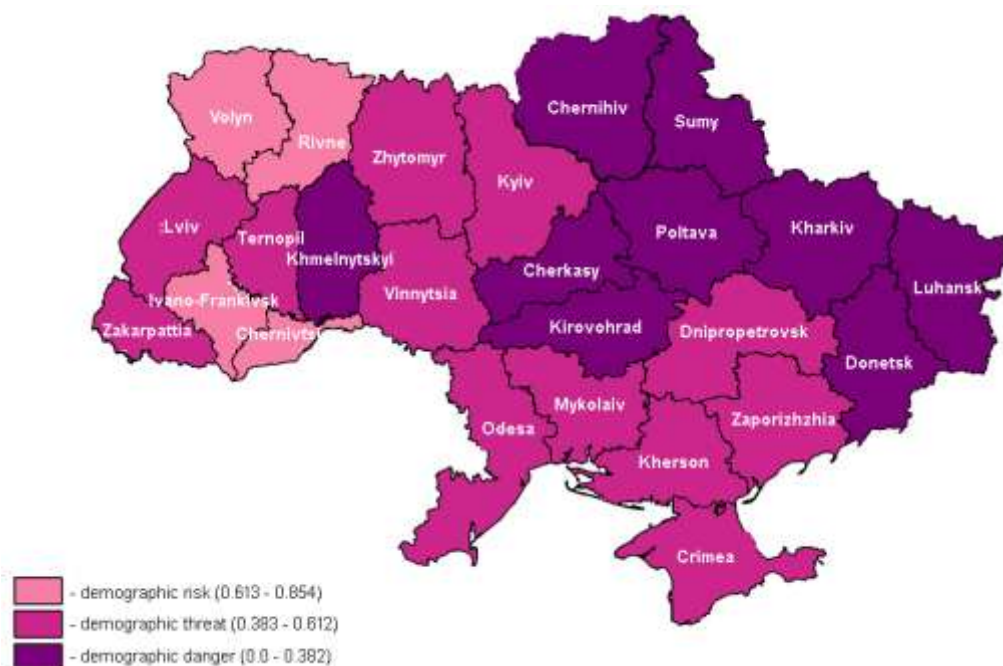 Volyn
Rivne
Chernihiv
Sumy
Zhytomyr
Kyiv
:Lviv
Ternopil
Khmelnytskyi
Poltava
Kharkiv
Cherkasy
Luhansk
Ivano-Frankivsk
Vinnytsia
Zakarpattia
Chernivtsi
Kirovohrad
Dnipropetrovsk
Donetsk
Mykolaiv
Odesa
Zaporizhzhia
Kherson
Crimea
- demographic risk (0.613 - 0.854)
- demographic threat (0.383 - 0.612)
- demographic danger (0.0 - 0.382)